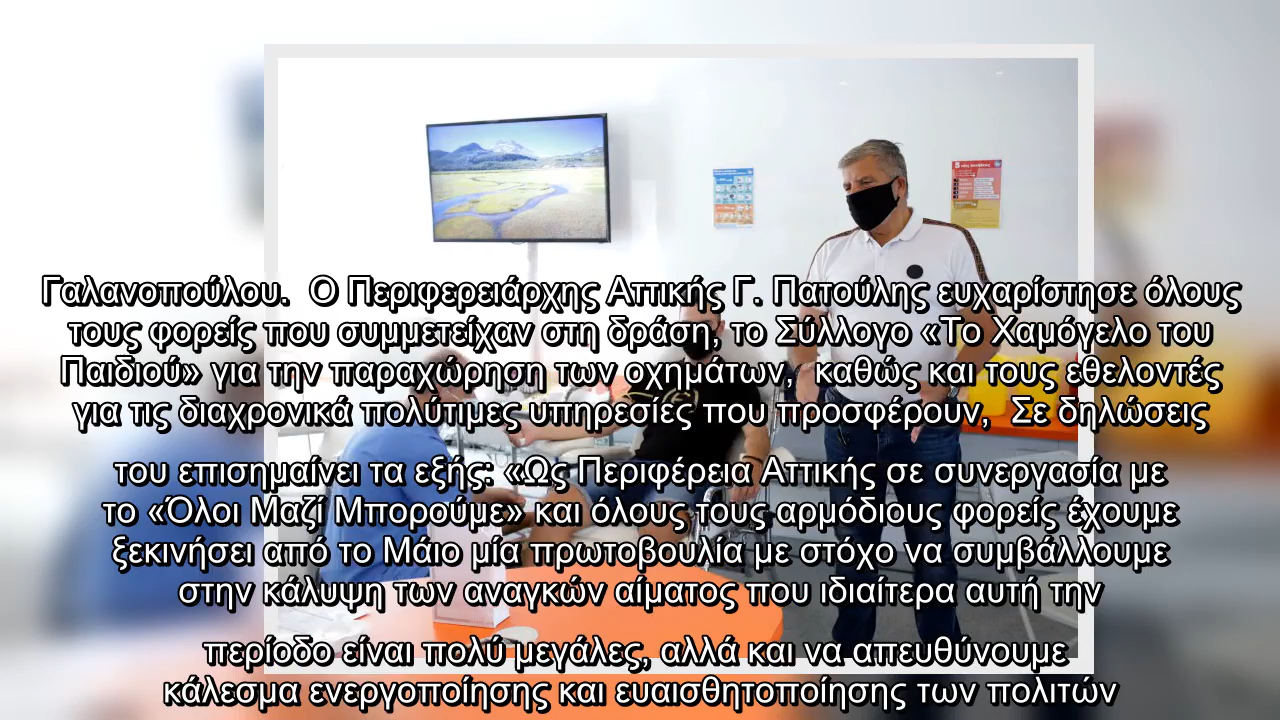 Γαλανοπούλου.  Ο Περιφερειάρχης Αττικής Γ. Πατούλης ευχαρίστησε όλους
τους φορείς που συμμετείχαν στη δράση, το Σύλλογο «Το Χαμόγελο του
Παιδιού» για την παραχώρηση των οχημάτων,  καθώς και τους εθελοντές
για τις διαχρονικά πολύτιμες υπηρεσίες που προσφέρουν,  Σε δηλώσεις
του επισημαίνει τα εξής: «Ως Περιφέρεια Αττικής σε συνεργασία με
το «Όλοι Μαζί Μπορούμε» και όλους τους αρμόδιους φορείς έχουμε
ξεκινήσει από το Μάιο μία πρωτοβουλία με στόχο να συμβάλλουμε
στην κάλυψη των αναγκών αίματος που ιδιαίτερα αυτή την
περίοδο είναι πολύ μεγάλες, αλλά και να απευθύνουμε
κάλεσμα ενεργοποίησης και ευαισθητοποίησης των πολιτών